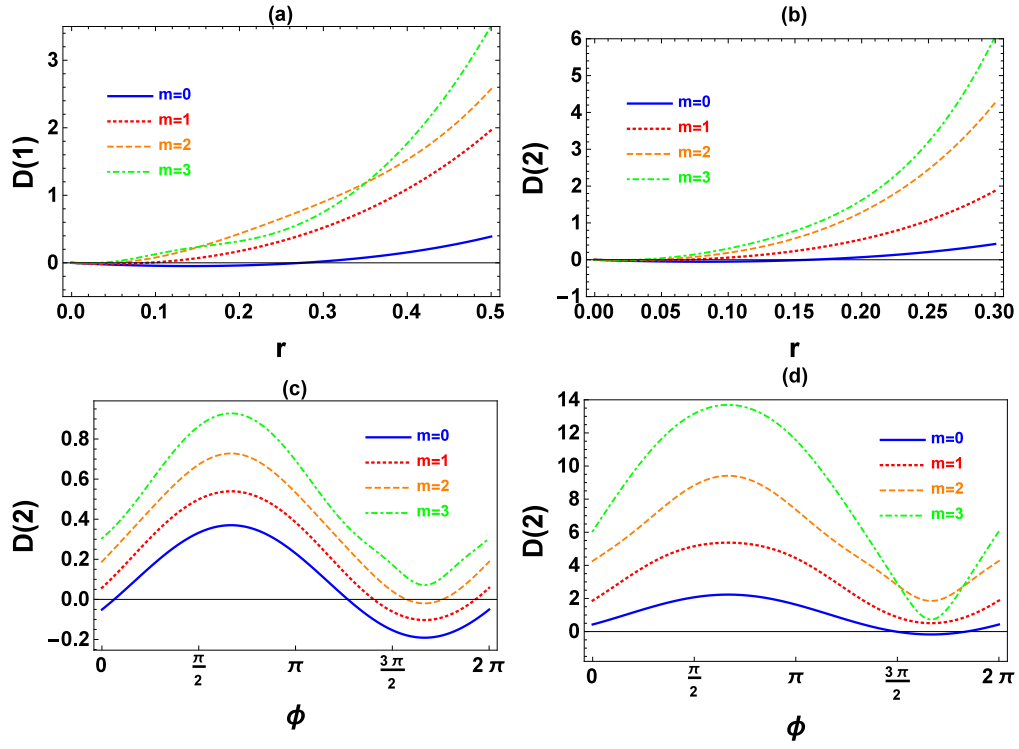 (a)
D(1)
3
2
1
0
m=0
m=1
m=2
m=3
0.0 0.1 0.2 0.3 0.4 0.5
r
(b)
D(2)
6
5
4
3
2
1
0
−1
m=0
m=1
m=2
m=3
0.00 0.05 0.10 0.15 0.20 0.25 0.30
r
(c)
D(2)
0.8
0.6
0.4
0.2
0.0
−0.2
m=0
m=1
m=2
m=3
0 π/2 π 3π/2 2π
ϕ
(d)
D(2)
14
12
10
8
6
4
2
0
m=0
m=1
m=2
m=3
0 π/2 π 3π/2 2π
ϕ